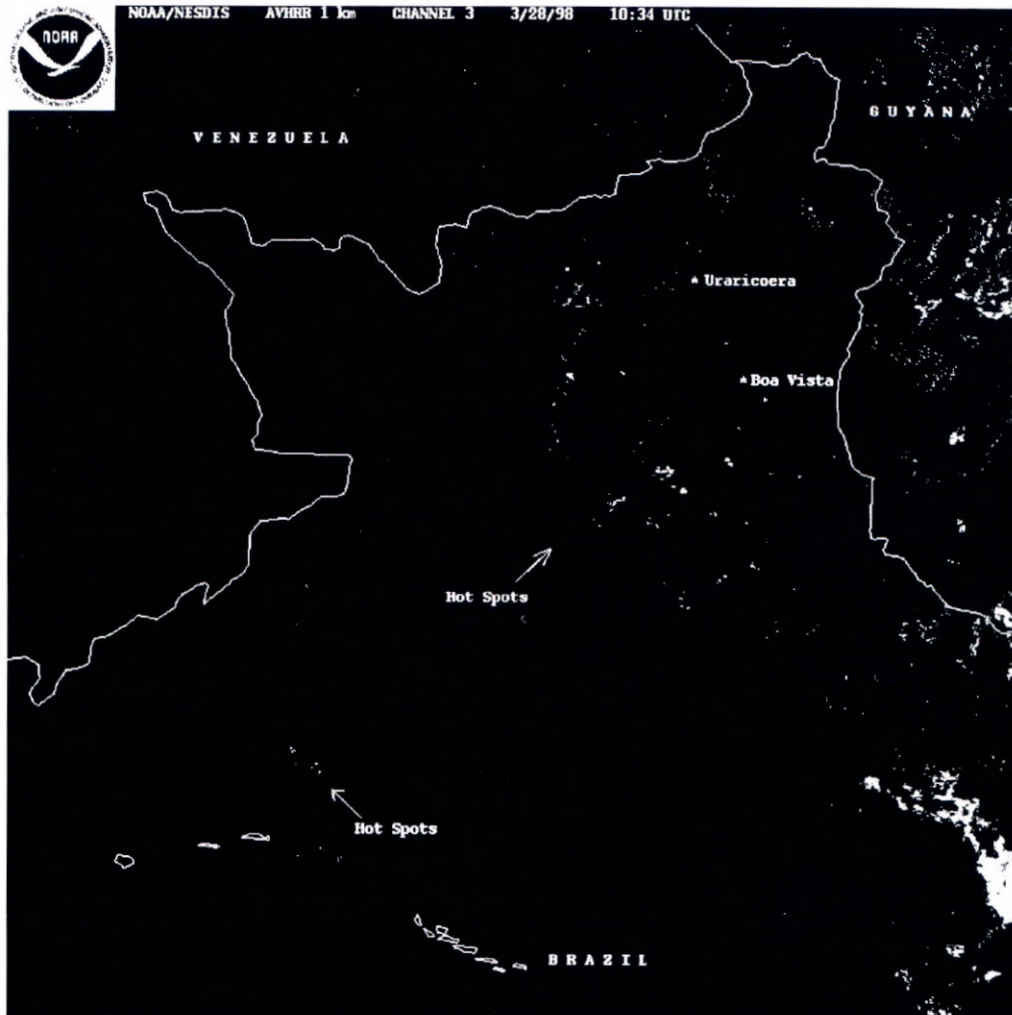 NOAA/NESDIS AVHRR 1 km CHANNEL 3 3/28/98 10:34 UTC
NOAA
GUYANA
VENEZUELA
* Uraricoera
* Boa Vista
Hot Spots
Hot Spots
BRAZIL